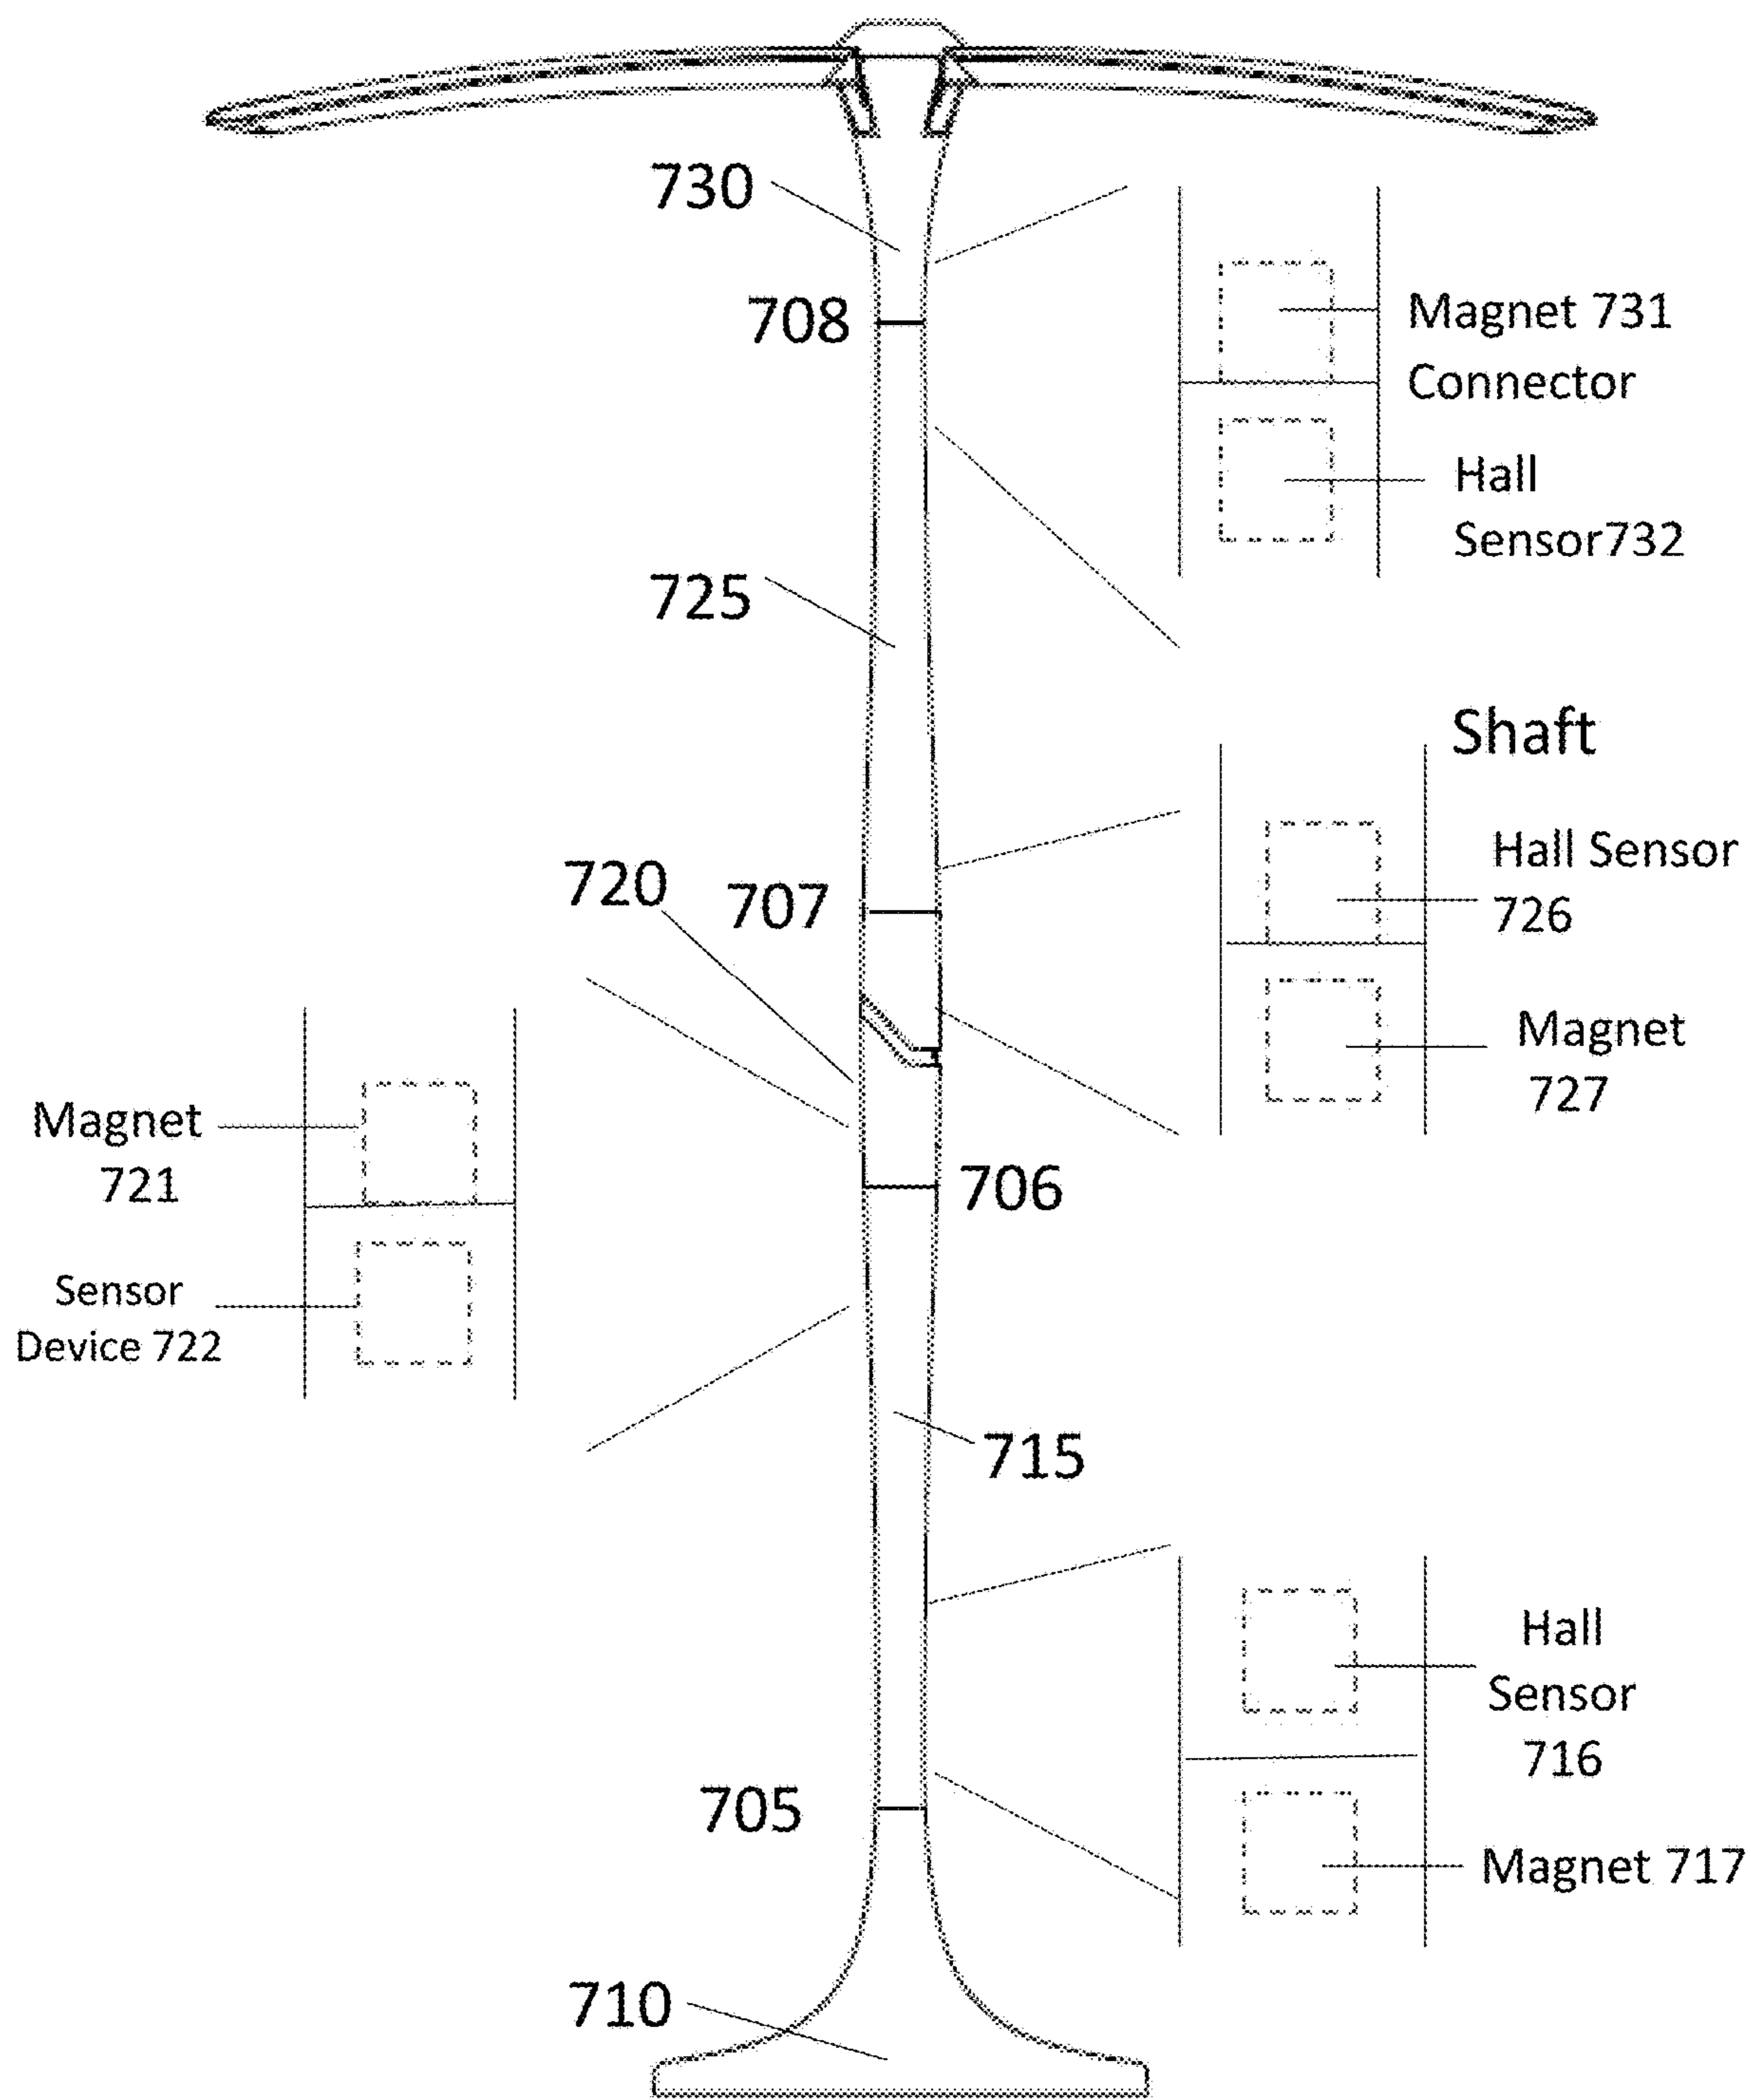 730
708
Magnet 731
Connector
Hall
Sensor732
725
Shaft
Hall Sensor
726
720
707
Magnet
727
Magnet
721
706
Sensor
Device 722
715
Hall
Sensor
716
705
Magnet 717
710